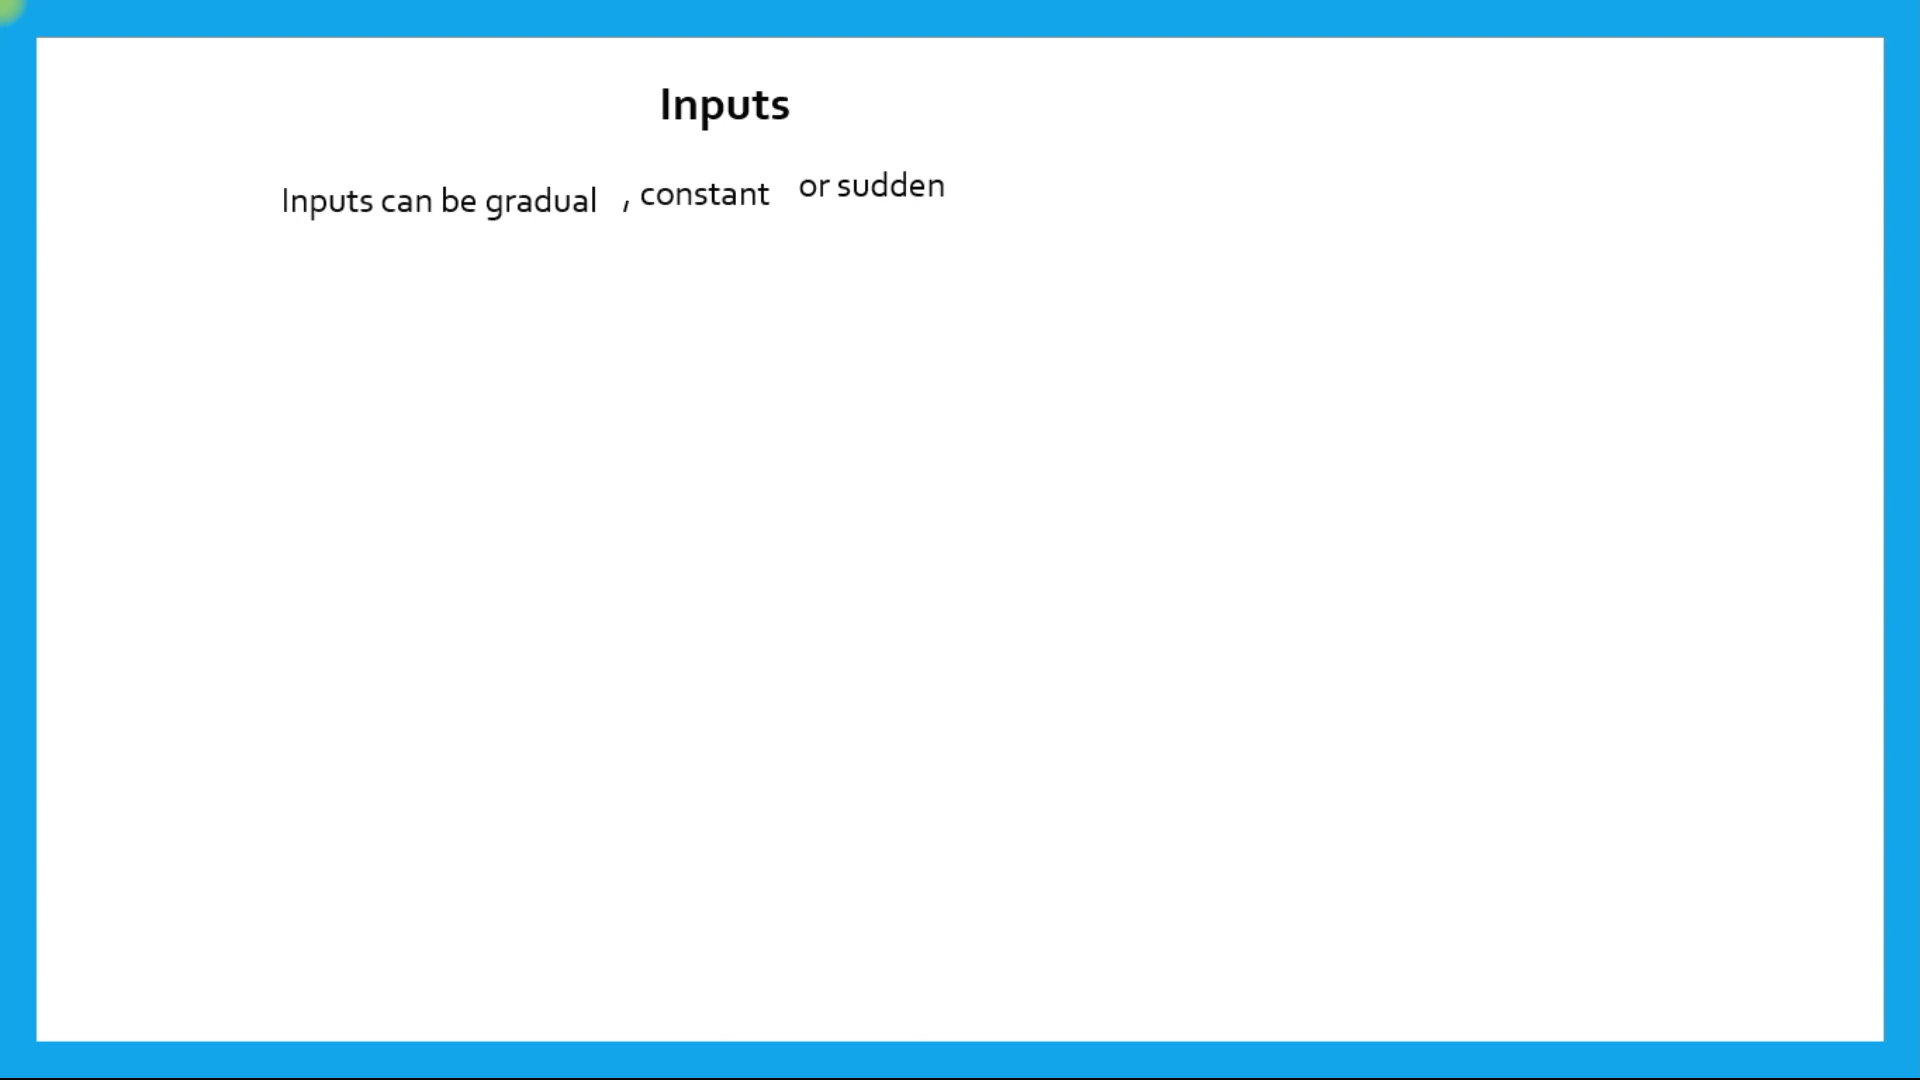 Inputs
Inputs can be gradual , constant or sudden